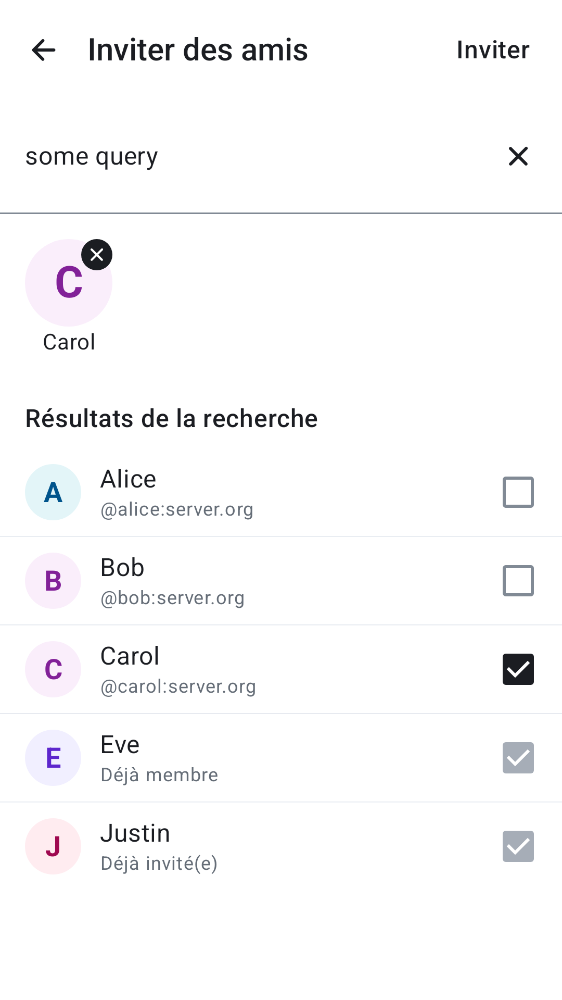 Inviter des amis Inviter
some query
C
Carol
Résultats de la recherche
A Alice
@alice:server.org
B Bob
@bob:server.org
C Carol
@carol:server.org
E Eve
Déjà membre
J Justin
Déjà invité(e)